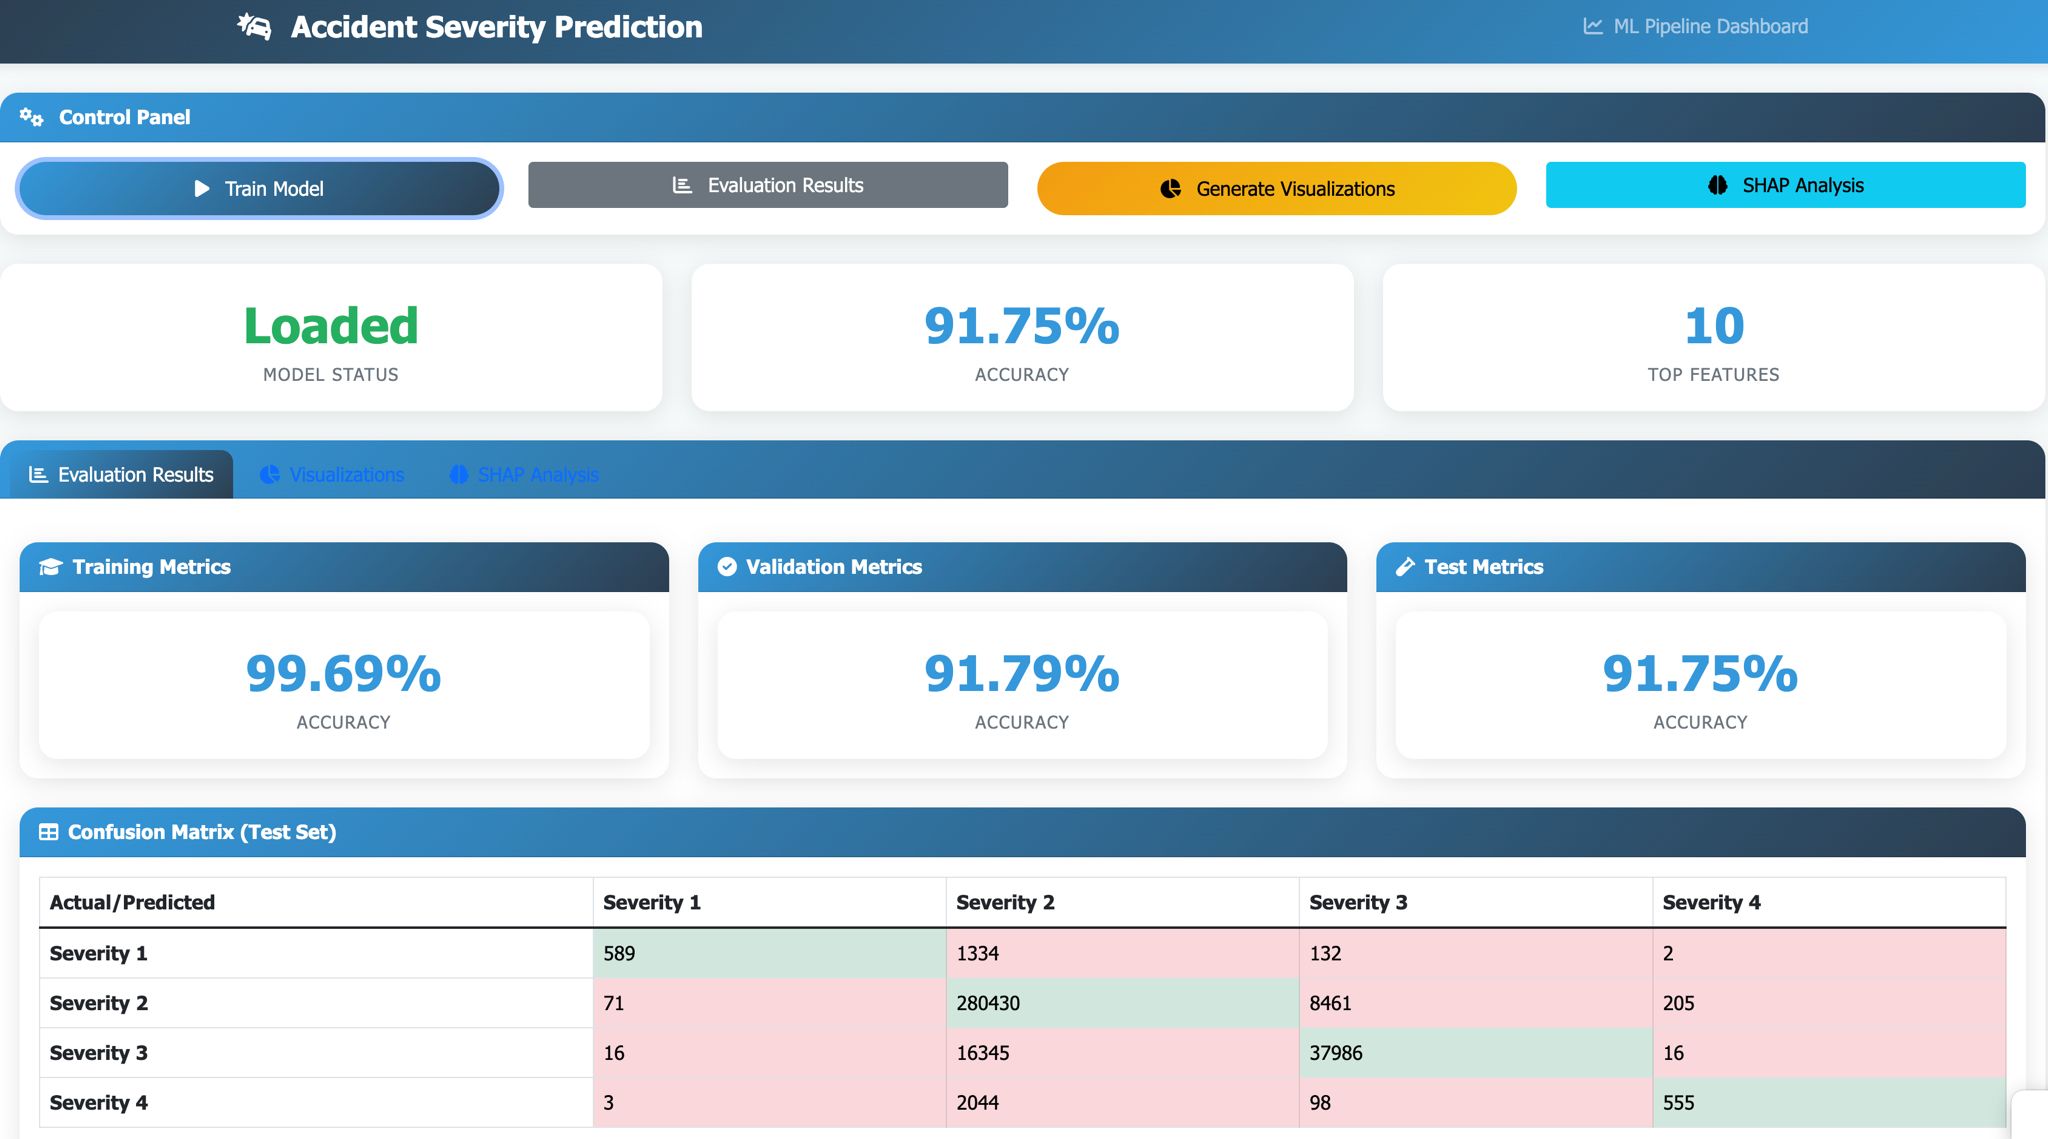 Accident Severity Prediction
ML Pipeline Dashboard
Control Panel
Train Model
Evaluation Results
Generate Visualizations
SHAP Analysis
Loaded
MODEL STATUS
91.75%
ACCURACY
10
TOP FEATURES
Evaluation Results Visualizations SHAP Analysis
Training Metrics
99.69%
ACCURACY
Validation Metrics
91.79%
ACCURACY
Test Metrics
91.75%
ACCURACY
Confusion Matrix (Test Set)
Actual/Predicted Severity 1 Severity 2 Severity 3 Severity 4
Severity 1 589 1334 132 2
Severity 2 71 280430 8461 205
Severity 3 16 16345 37986 16
Severity 4 3 2044 98 555